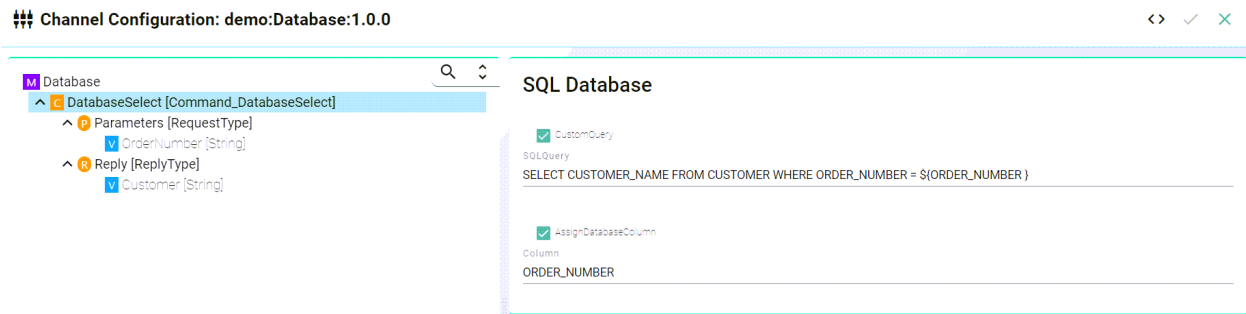 Channel Configuration: demo:Database:1.0.0
M Database
C DatabaseSelect [Command_DatabaseSelect]
P Parameters [RequestType]
V OrderNumber [String]
R Reply [ReplyType]
V Customer [String]
SQL Database
CustomQuery
SQLQuery
SELECT CUSTOMER_NAME FROM CUSTOMER WHERE ORDER_NUMBER = ${ORDER_NUMBER }
AssignDatabaseColumn
Column
ORDER_NUMBER